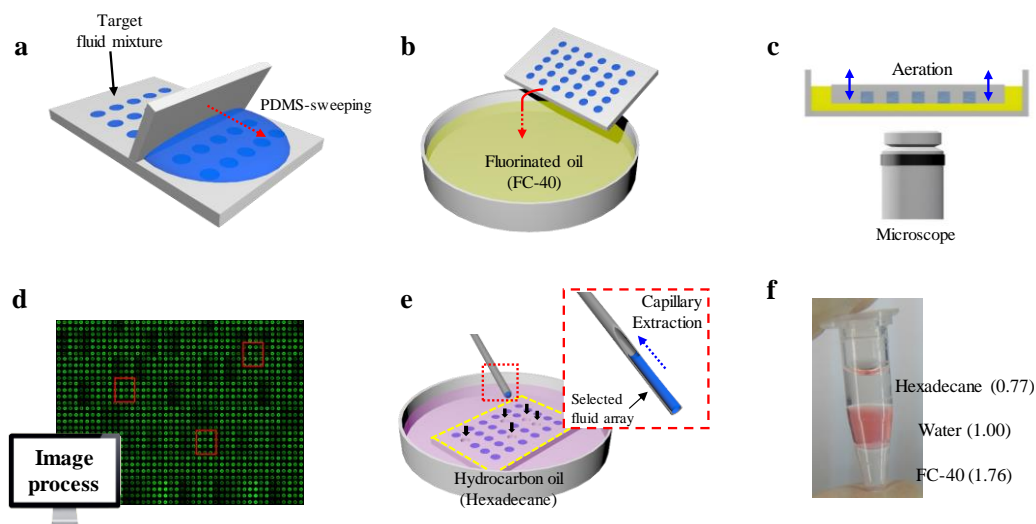 a
Target
fluid mixture
PDMS-sweeping
b
Fluorinated oil
(FC-40)
c
Aeration
Microscope
d
Image
process
e
Capillary
Extraction
Selected
fluid array
Hydrocarbon oil
(Hexadecane)
f
Hexadecane (0.77)
Water (1.00)
FC-40 (1.76)